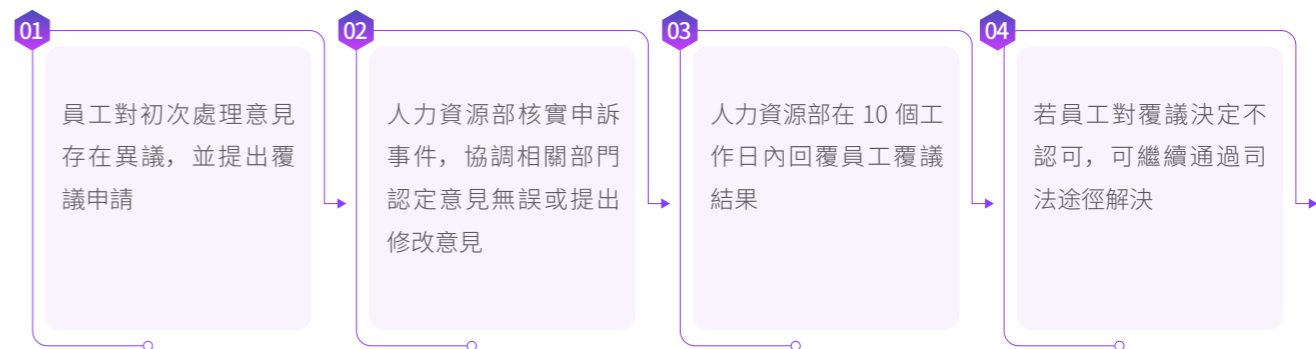 01
員工對初次處理意見
存在異議，並提出覆
議申請
02
人力資源部核實申訴
事件，協調相關部門
認定意見無誤或提出
修改意見
03
人力資源部在 10 個工
作日內回覆員工覆議
結果
04
若員工對覆議決定不
認可，可繼續通過司
法途徑解決